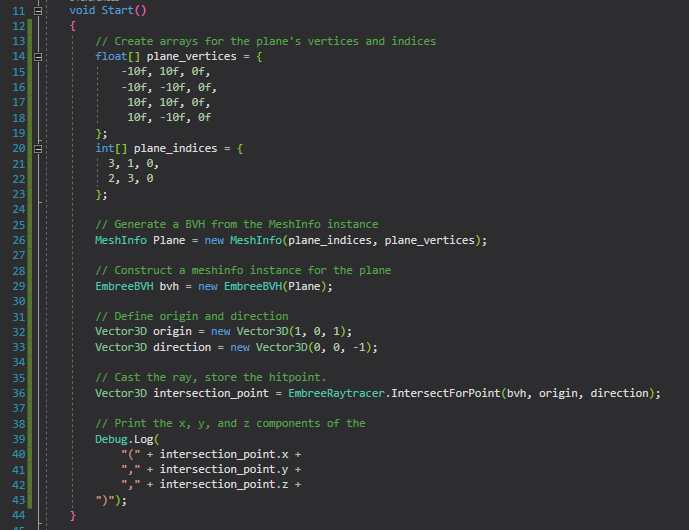 11 void Start()
12 {
13 // Create arrays for the plane's vertices and indices
14 float[] plane_vertices = {
15 -10f, 10f, 0f,
16 -10f, -10f, 0f,
17 10f, 10f, 0f,
18 10f, -10f, 0f
19 };
20 int[] plane_indices = {
21 3, 1, 0,
22 2, 3, 0
23 };
24
25 // Generate a BVH from the MeshInfo instance
26 MeshInfo Plane = new MeshInfo(plane_indices, plane_vertices);
27
28 // Construct a meshinfo instance for the plane
29 EmbreeBVH bvh = new EmbreeBVH(Plane);
30
31 // Define origin and direction
32 Vector3D origin = new Vector3D(1, 0, 1);
33 Vector3D direction = new Vector3D(0, 0, -1);
34
35 // Cast the ray, store the hitpoint.
36 Vector3D intersection_point = EmbreeRaytracer.IntersectForPoint(bvh, origin, direction);
37
38 // Print the x, y, and z components of the
39 Debug.Log(
40 "(" + intersection_point.x +
41 "," + intersection_point.y +
42 "," + intersection_point.z +
43 ")");
44 }